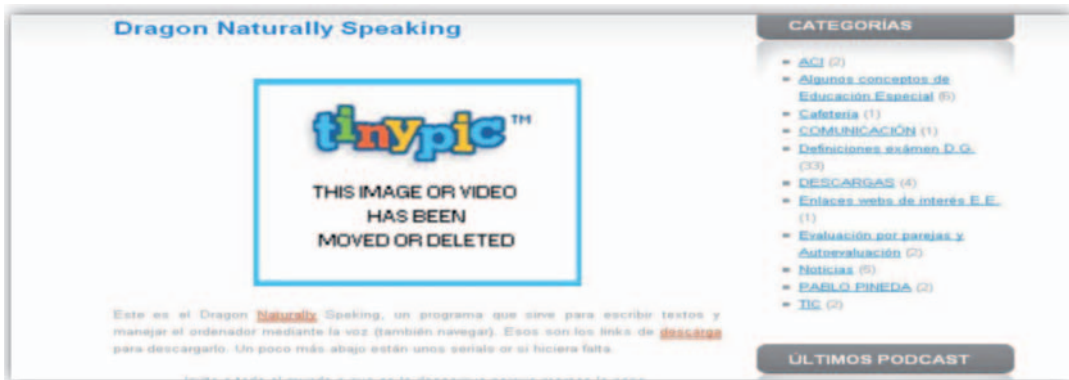 Dragon Naturally Speaking
tinypic™
THIS IMAGE OR VIDEO
HAS BEEN
MOVED OR DELETED
Este es el Dragon Naturally Speking, un programa que sirve para escribir textos y
manejar el ordenador mediante la voz (también navegar). Esos son los links de descarga
para descargarlo. Un poco más abajo están unos serials or si hiciera falta.
CATEGORÍAS
ACI (2)
Algunos conceptos de
Educación Especial (6)
Cafetería (1)
COMUNICACIÓN (1)
Definiciones exámen D.G.
(33)
DESCARGAS (4)
Enlaces webs de interés E.E.
(1)
Evaluación por parejas y
Autoevaluación (2)
Noticias (6)
PABLO PINEDA (2)
TIC (2)
ÚLTIMOS PODCAST